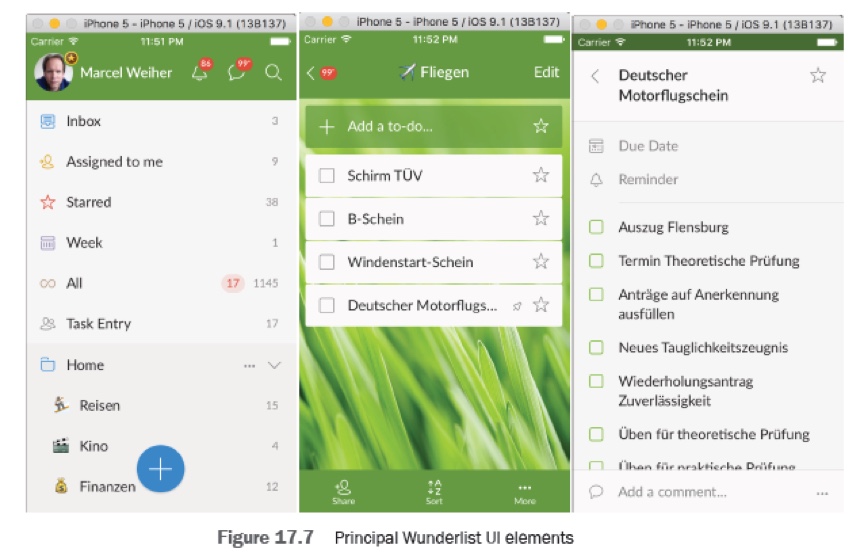 iPhone 5 - iPhone 5 / iOS 9.1 (13B137)
Carrier 11:51 PM
Marcel Weiher 86 99+
Inbox 3
Assigned to me 9
Starred 38
Week 1
All 17 1145
Task Entry 17
Home ...
Reisen 15
Kino 4
Finanzen 12
iPhone 5 - iPhone 5 / iOS 9.1 (13B137)
Carrier 11:52 PM
99+ Fliegen Edit
Add a to-do...
Schirm TÜV
B-Schein
Windenstart-Schein
Deutscher Motorflugs...
Share Sort More
iPhone 5 - iPhone 5 / iOS 9.1 (13B137)
Carrier 11:52 PM
Deutscher
Motorflugschein
Due Date
Reminder
Auszug Flensburg
Termin Theoretische Prüfung
Anträge auf Anerkennung
ausfüllen
Neues Tauglichkeitszeugnis
Wiederholungsantrag
Zuverlässigkeit
Üben für theoretische Prüfung
Üben für praktische Prüfung
Add a comment... ...
Figure 17.7 Principal Wunderlist UI elements